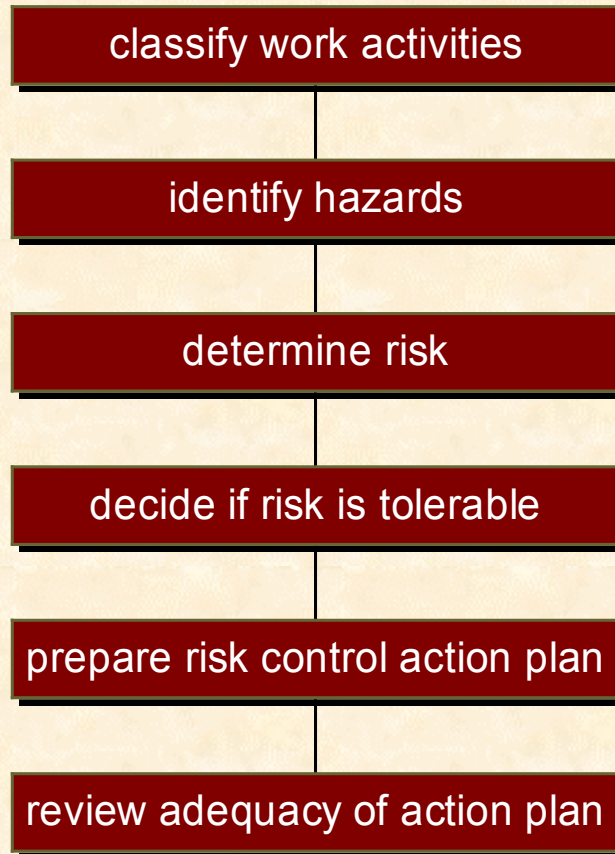 classify work activities
identify hazards
determine risk
decide if risk is tolerable
prepare risk control action plan
review adequacy of action plan